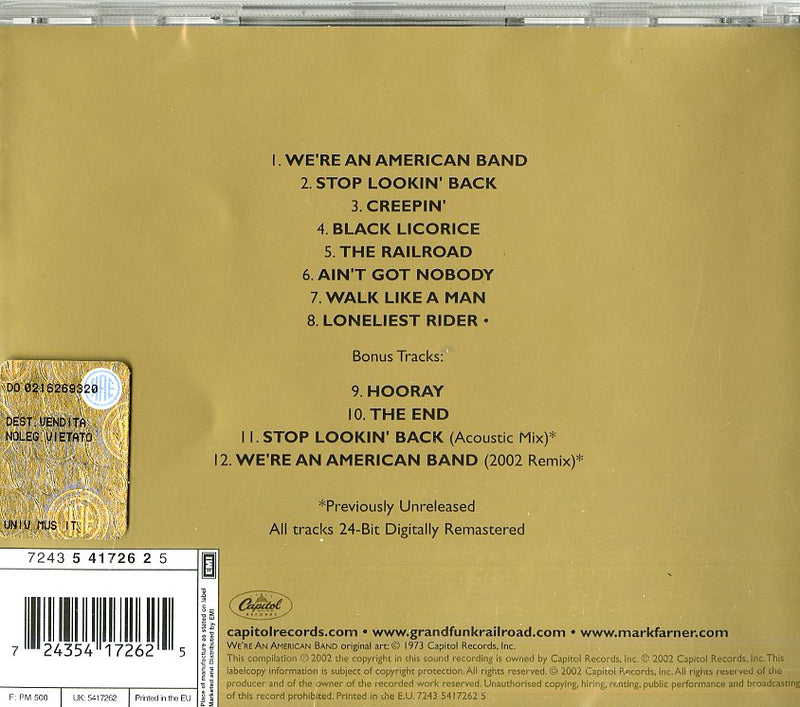 1. WE'RE AN AMERICAN BAND
2. STOP LOOKIN' BACK
3. CREEPIN'
4. BLACK LICORICE
5. THE RAILROAD
6. AIN'T GOT NOBODY
7. WALK LIKE A MAN
8. LONELIEST RIDER •
Bonus Tracks:
9. HOORAY
10. THE END
11. STOP LOOKIN' BACK (Acoustic Mix)*
12. WE'RE AN AMERICAN BAND (2002 Remix)*
*Previously Unreleased
All tracks 24-Bit Digitally Remastered
DO 0216269320
DEST.VENDITA
NOLEG.VIETATO
UNIV MUS IT
7243 5 41726 2 5
7 24354 17262 5
F: PM 500
UK: 5417262
Printed in the EU
EMI
Place of manufacture as stated on label
Marketed and Distributed by EMI
Capitol
RECORDS
capitolrecords.com • www.grandfunkrailroad.com • www.markfarner.com
WE'RE AN AMERICAN BAND original art: © 1973 Capitol Records, Inc.
This compilation ℗ 2002 the copyright in this sound recording is owned by Capitol Records, Inc. © 2002 Capitol Records, Inc. This
labelcopy information is subject of copyright protection. All rights reserved. © 2002 Capitol Records, Inc. All rights reserved of the
producer and of the owner of the recorded work reserved. Unauthorised copying, hiring, renting, public performance and broadcasting
of this record prohibited. Printed in the E.U. 7243 5417262 5